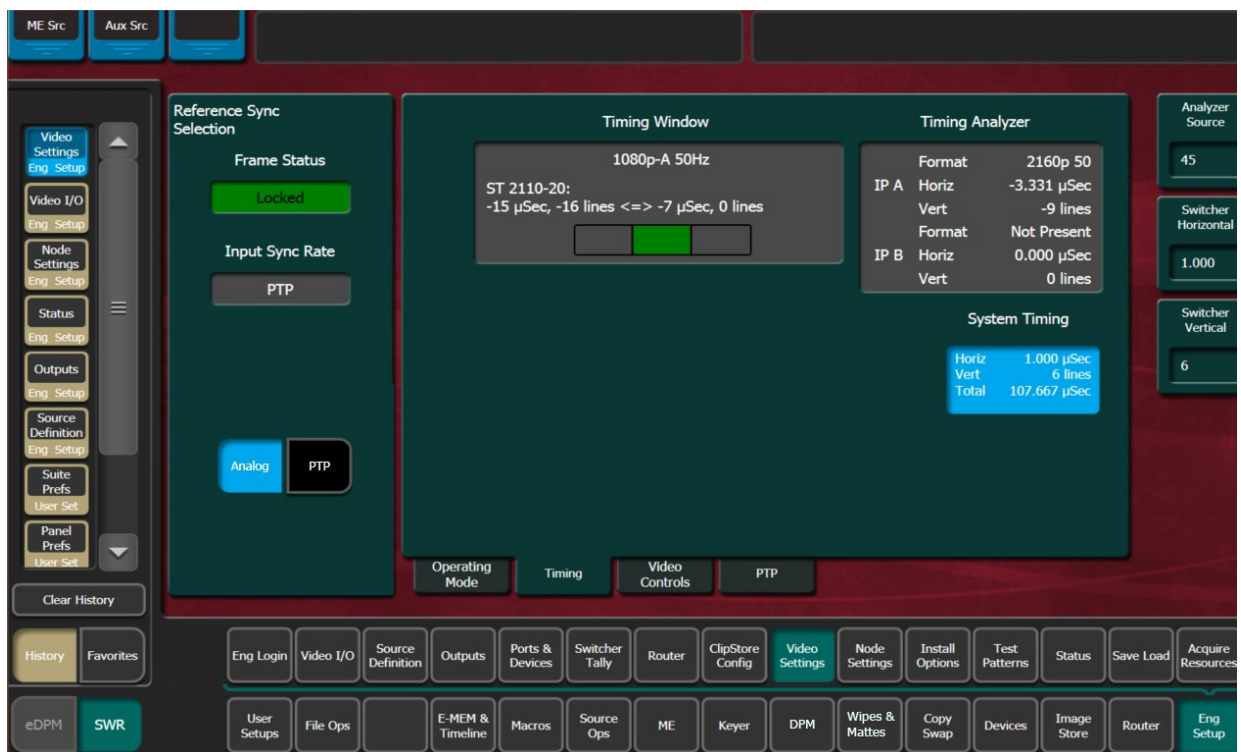 ME Src
Aux Src
Video Settings
Eng Setup
Video I/O
Eng Setup
Node Settings
Eng Setup
Status
Eng Setup
Outputs
Eng Setup
Source Definition
Eng Setup
Suite Prefs
User Set
Panel Prefs
User Set
Clear History
History
Favorites
eDPM
SWR
Reference Sync
Selection
Frame Status
Locked
Input Sync Rate
PTP
Analog
PTP
Timing Window
1080p-A 50Hz
ST 2110-20:
-15 µSec, -16 lines <=> -7 µSec, 0 lines
Timing Analyzer
Format 2160p 50
IP A Horiz -3.331 µSec
Vert -9 lines
Format Not Present
IP B Horiz 0.000 µSec
Vert 0 lines
System Timing
Horiz 1.000 µSec
Vert 6 lines
Total 107.667 µSec
Analyzer
Source
45
Switcher
Horizontal
1.000
Switcher
Vertical
6
Operating
Mode
Timing
Video
Controls
PTP
Eng Login
Video I/O
Source
Definition
Outputs
Ports &
Devices
Switcher
Tally
Router
ClipStore
Config
Video
Settings
Node
Settings
Install
Options
Test
Patterns
Status
Save Load
Acquire
Resources
User
Setups
File Ops
E-MEM &
Timeline
Macros
Source
Ops
ME
Keyer
DPM
Wipes &
Mattes
Copy
Swap
Devices
Image
Store
Router
Eng
Setup